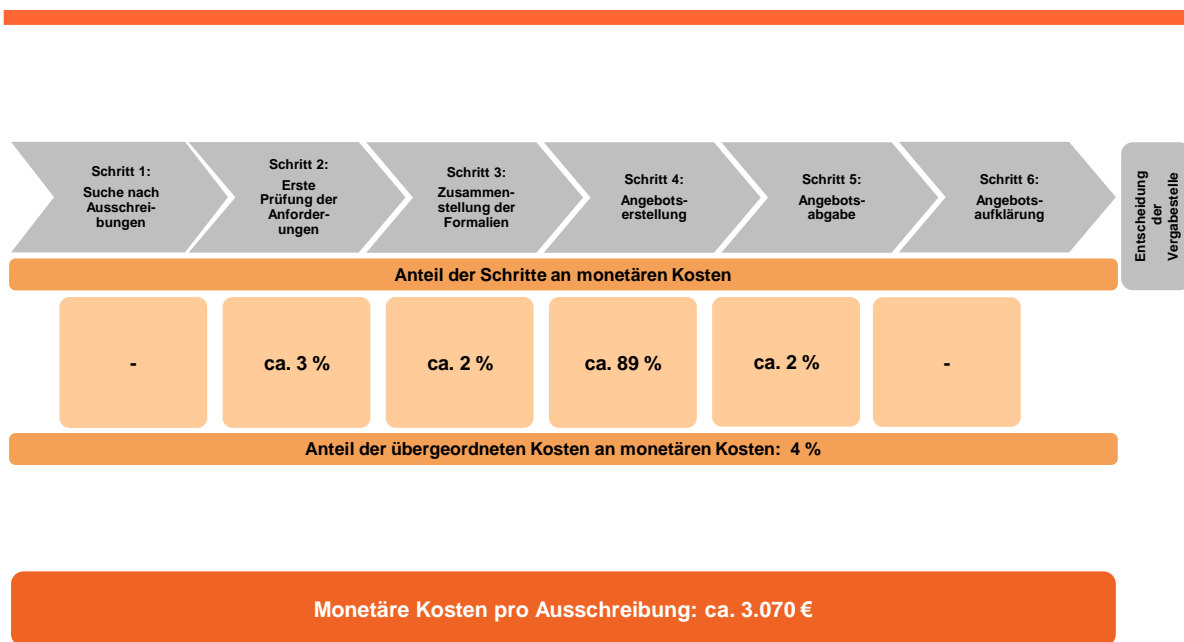 Schritt 1:
Suche nach
Ausschrei-
bungen
Schritt 2:
Erste
Prüfung der
Anforder-
ungen
Schritt 3:
Zusammen-
stellung der
Formalien
Schritt 4:
Angebots-
erstellung
Schritt 5:
Angebots-
abgabe
Schritt 6:
Angebots-
aufklärung
Entscheidung
der
Vergabestelle
Anteil der Schritte an monetären Kosten
-
ca. 3 %
ca. 2 %
ca. 89 %
ca. 2 %
-
Anteil der übergeordneten Kosten an monetären Kosten: 4 %
Monetäre Kosten pro Ausschreibung: ca. 3.070 €